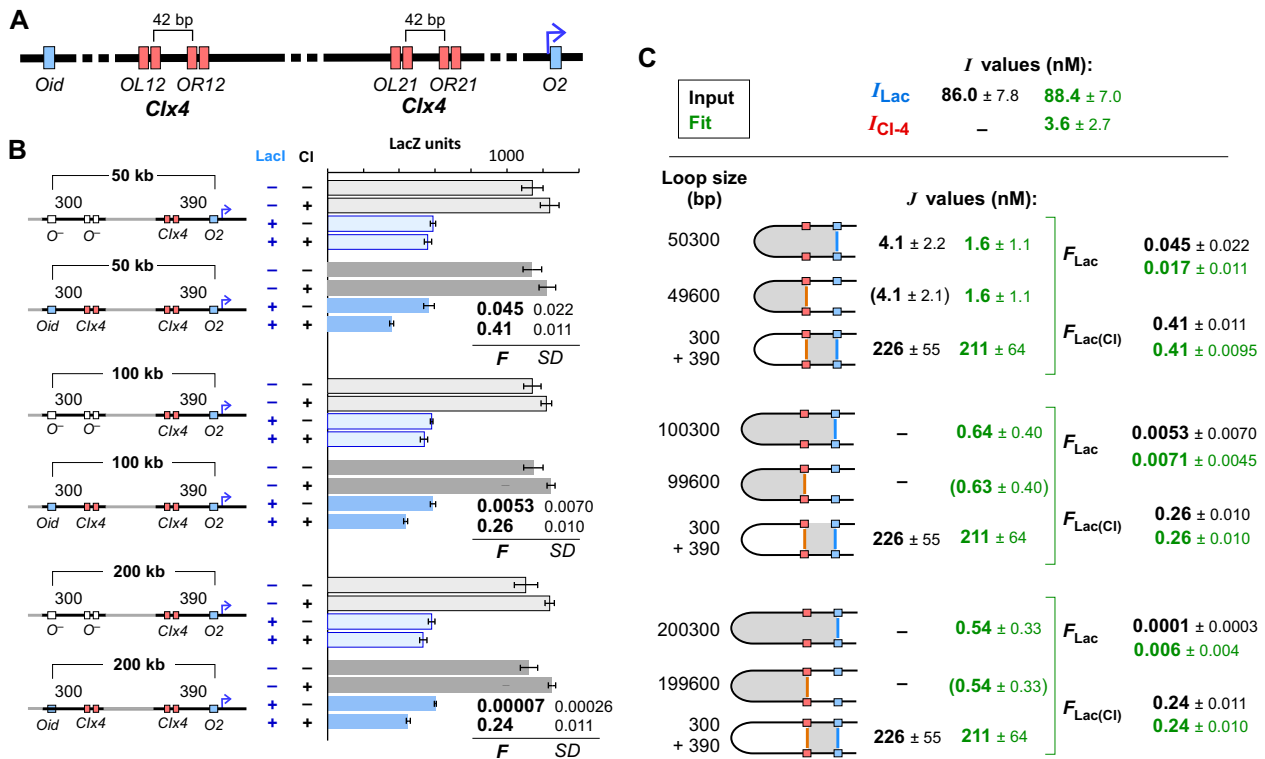 A
42 bp
42 bp
Oid
OL12
OR12
OL21
OR21
O2
CIx4
CIx4
B
LacI
CI
LacZ units
1000
50 kb
300
390
O–
O–
CIx4
O2
– –
– +
+ –
+ +
50 kb
300
390
Oid
CIx4
CIx4
O2
– –
– +
+ –
+ +
0.045 0.022
0.41 0.011
F SD
100 kb
300
390
O–
O–
CIx4
O2
– –
– +
+ –
+ +
100 kb
300
390
Oid
CIx4
CIx4
O2
– –
– +
+ –
+ +
0.0053 0.0070
0.26 0.010
F SD
200 kb
300
390
O–
O–
CIx4
O2
– –
– +
+ –
+ +
200 kb
300
390
Oid
CIx4
CIx4
O2
– –
– +
+ –
+ +
0.00007 0.00026
0.24 0.011
F SD
C
Input
Fit
I values (nM):
ILac 86.0 ± 7.8 88.4 ± 7.0
ICI-4 – 3.6 ± 2.7
Loop size
(bp)
J values (nM):
50300
4.1 ± 2.2 1.6 ± 1.1
49600
(4.1 ± 2.1) 1.6 ± 1.1
300
+ 390
226 ± 55 211 ± 64
FLac
0.045 ± 0.022
0.017 ± 0.011
FLac(CI)
0.41 ± 0.011
0.41 ± 0.0095
100300
– 0.64 ± 0.40
99600
– (0.63 ± 0.40)
300
+ 390
226 ± 55 211 ± 64
FLac
0.0053 ± 0.0070
0.0071 ± 0.0045
FLac(CI)
0.26 ± 0.010
0.26 ± 0.010
200300
– 0.54 ± 0.33
199600
– (0.54 ± 0.33)
300
+ 390
226 ± 55 211 ± 64
FLac
0.0001 ± 0.0003
0.006 ± 0.004
FLac(CI)
0.24 ± 0.011
0.24 ± 0.010